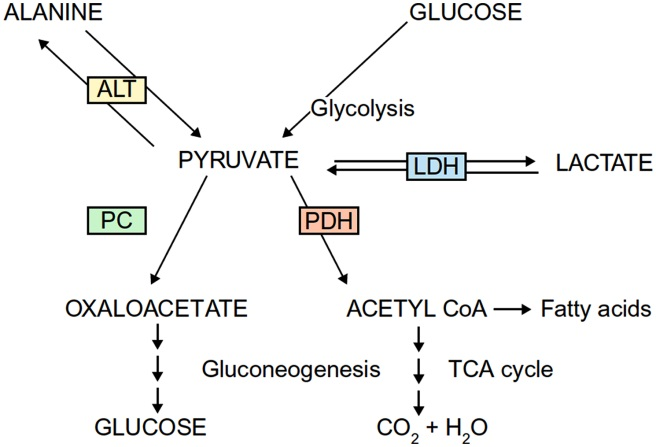 ALANINE
GLUCOSE
ALT
Glycolysis
PYRUVATE
LDH
LACTATE
PC
PDH
OXALOACETATE
ACETYL CoA
Fatty acids
Gluconeogenesis
TCA cycle
GLUCOSE
CO₂ + H₂O